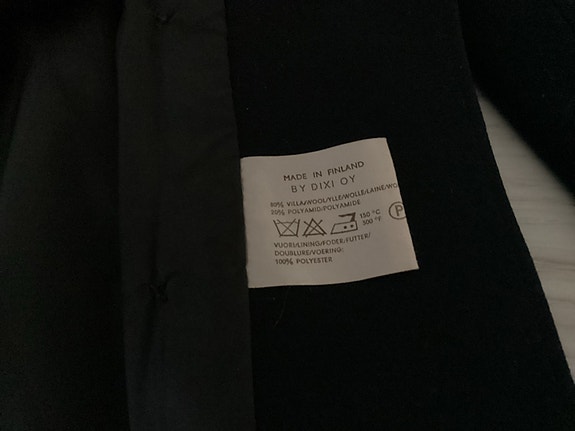 MADE IN FINLAND
BY DIXI OY
80% VILLA/WOOL/YLLE/WOLLE/LAINE/WO
20% POLYAMID/POLYAMIDE
150 °C
300 °F
P
VUORI/LINING/FODER/FUTTER/
DOUBLURE/VOERING:
100% POLYESTER